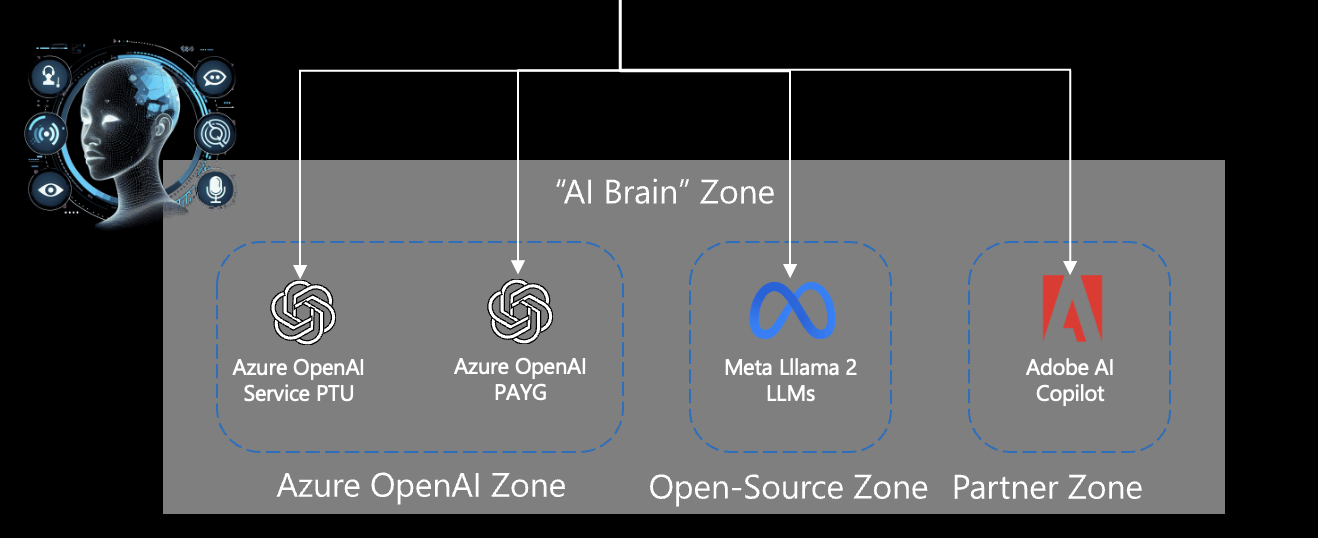 “AI Brain” Zone
Azure OpenAI
Service PTU
Azure OpenAI
PAYG
Meta Lllama 2
LLMs
Adobe AI
Copilot
Azure OpenAI Zone
Open-Source Zone
Partner Zone